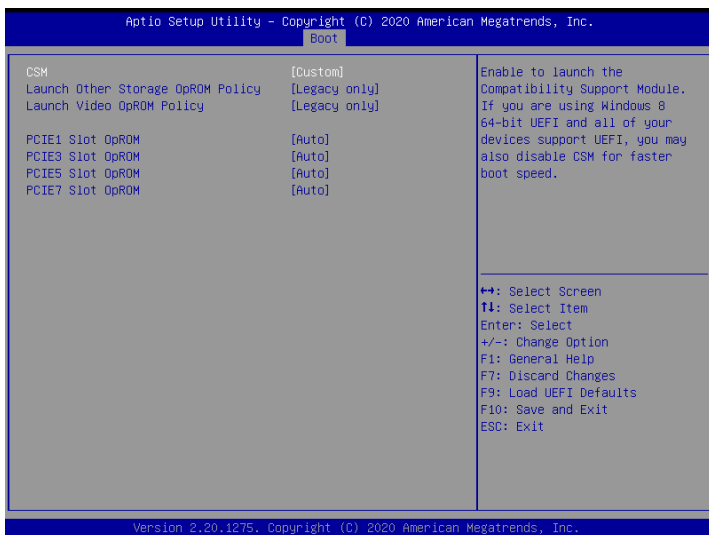 Aptio Setup Utility – Copyright (C) 2020 American Megatrends, Inc.
Boot
CSM [Custom]
Launch Other Storage OpROM Policy [Legacy only]
Launch Video OpROM Policy [Legacy only]
PCIE1 Slot OpROM [Auto]
PCIE3 Slot OpROM [Auto]
PCIE5 Slot OpROM [Auto]
PCIE7 Slot OpROM [Auto]
Enable to launch the
Compatibility Support Module.
If you are using Windows 8
64-bit UEFI and all of your
devices support UEFI, you may
also disable CSM for faster
boot speed.
↔: Select Screen
↑↓: Select Item
Enter: Select
+/-: Change Option
F1: General Help
F7: Discard Changes
F9: Load UEFI Defaults
F10: Save and Exit
ESC: Exit
Version 2.20.1275. Copyright (C) 2020 American Megatrends, Inc.